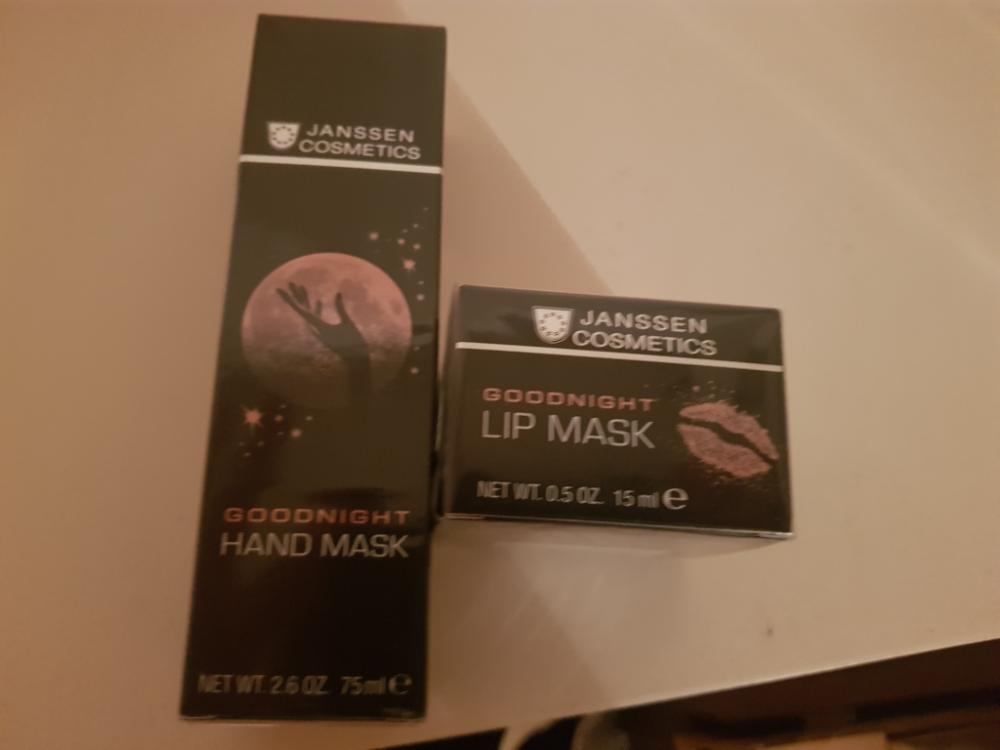 JANSSEN
COSMETICS
GOODNIGHT
HAND MASK
NET WT. 2.6 OZ. 75 ml ℮
JANSSEN
COSMETICS
GOODNIGHT
LIP MASK
NET WT. 0.5 OZ. 15 ml ℮